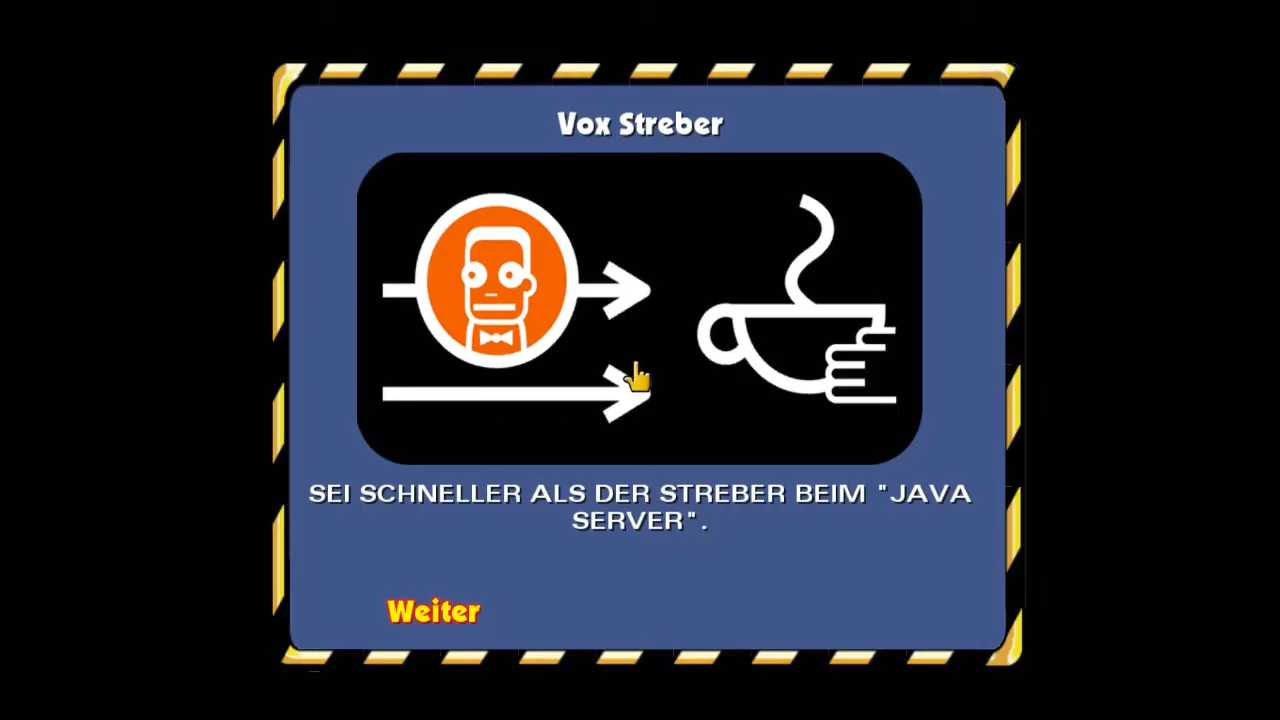 Vox Streber
SEI SCHNELLER ALS DER STREBER BEIM "JAVA
SERVER".
Weiter